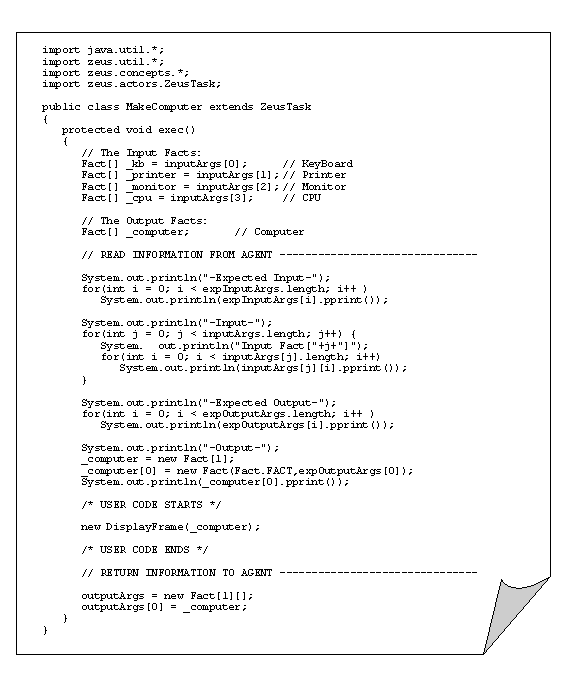 import java.util.*;
import zeus.util.*;
import zeus.concepts.*;
import zeus.actors.ZeusTask;

public class MakeComputer extends ZeusTask
{
   protected void exec()
   {
      // The Input Facts:
      Fact[] _kb = inputArgs[0];      // KeyBoard
      Fact[] _printer = inputArgs[1]; // Printer
      Fact[] _monitor = inputArgs[2]; // Monitor
      Fact[] _cpu = inputArgs[3];     // CPU

      // The Output Facts:
      Fact[] _computer;       // Computer

      // READ INFORMATION FROM AGENT -------------------------------

      System.out.println("-Expected Input-");
      for(int i = 0; i < expInputArgs.length; i++ )
         System.out.println(expInputArgs[i].pprint());

      System.out.println("-Input-");
      for(int j = 0; j < inputArgs.length; j++) {
         System.  out.println("Input Fact["+j+"]");
         for(int i = 0; i < inputArgs[j].length; i++)
            System.out.println(inputArgs[j][i].pprint());
      }

      System.out.println("-Expected Output-");
      for(int i = 0; i < expOutputArgs.length; i++ )
         System.out.println(expOutputArgs[i].pprint());

      System.out.println("-Output-");
      _computer = new Fact[1];
      _computer[0] = new Fact(Fact.FACT,expOutputArgs[0]);
      System.out.println(_computer[0].pprint());

      /* USER CODE STARTS */

      new DisplayFrame(_computer);

      /* USER CODE ENDS */

      // RETURN INFORMATION TO AGENT -------------------------------

      outputArgs = new Fact[1][];
      outputArgs[0] = _computer;
   }
}